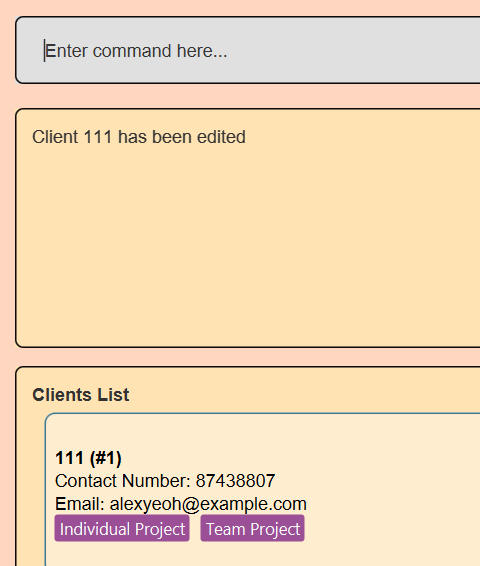 Enter command here...
Client 111 has been edited
Clients List
111 (#1)
Contact Number: 87438807
Email: alexyeoh@example.com
Individual Project Team Project